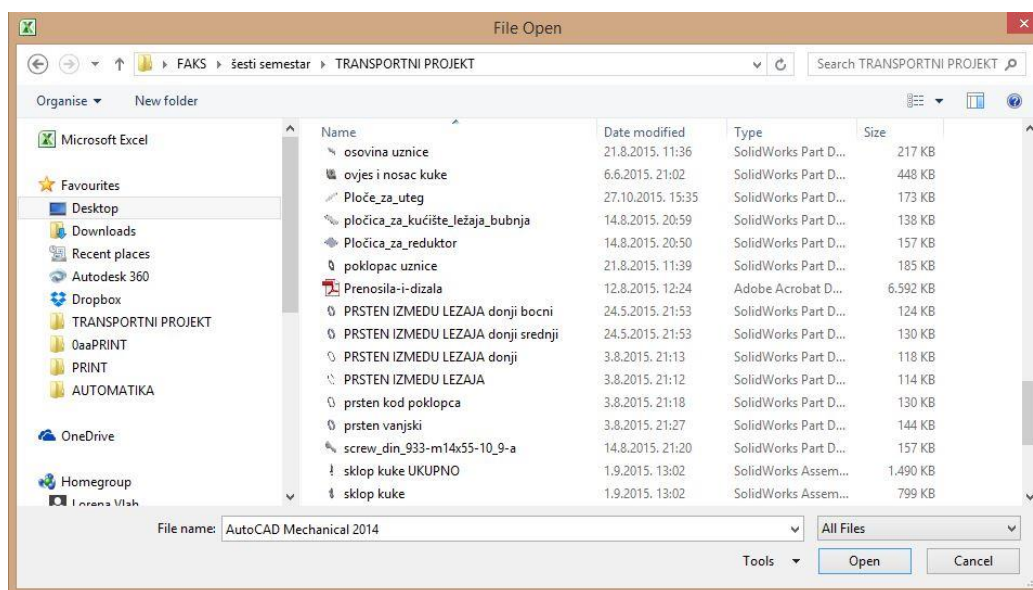 File Open
FAKS šesti semestar TRANSPORTNI PROJEKT
Search TRANSPORTNI PROJEKT
Organise New folder
Microsoft Excel
Favourites
Desktop
Downloads
Recent places
Autodesk 360
Dropbox
TRANSPORTNI PROJEKT
0aaPRINT
PRINT
AUTOMATIKA
OneDrive
Homegroup
Lorena Vlah
Name Date modified Type Size
osovina uznice 21.8.2015. 11:36 SolidWorks Part D... 217 KB
ovjes i nosac kuke 6.6.2015. 21:02 SolidWorks Part D... 448 KB
Ploče_za_uteg 27.10.2015. 15:35 SolidWorks Part D... 173 KB
pločica_za_kućište_ležaja_bubnja 14.8.2015. 20:59 SolidWorks Part D... 138 KB
Pločica_za_reduktor 14.8.2015. 20:50 SolidWorks Part D... 157 KB
poklopac uznice 21.8.2015. 11:39 SolidWorks Part D... 185 KB
Prenosila-i-dizala 12.8.2015. 12:24 Adobe Acrobat D... 6.592 KB
PRSTEN IZMEDU LEZAJA donji bocni 24.5.2015. 21:53 SolidWorks Part D... 124 KB
PRSTEN IZMEDU LEZAJA donji srednji 24.5.2015. 21:53 SolidWorks Part D... 130 KB
PRSTEN IZMEDU LEZAJA donji 3.8.2015. 21:13 SolidWorks Part D... 118 KB
PRSTEN IZMEDU LEZAJA 3.8.2015. 21:12 SolidWorks Part D... 114 KB
prsten kod poklopca 3.8.2015. 21:18 SolidWorks Part D... 130 KB
prsten vanjski 3.8.2015. 21:27 SolidWorks Part D... 144 KB
screw_din_933-m14x55-10_9-a 14.8.2015. 21:20 SolidWorks Part D... 157 KB
sklop kuke UKUPNO 1.9.2015. 13:02 SolidWorks Assem... 1.490 KB
sklop kuke 1.9.2015. 13:02 SolidWorks Assem... 799 KB
File name: AutoCAD Mechanical 2014 All Files
Tools Open Cancel